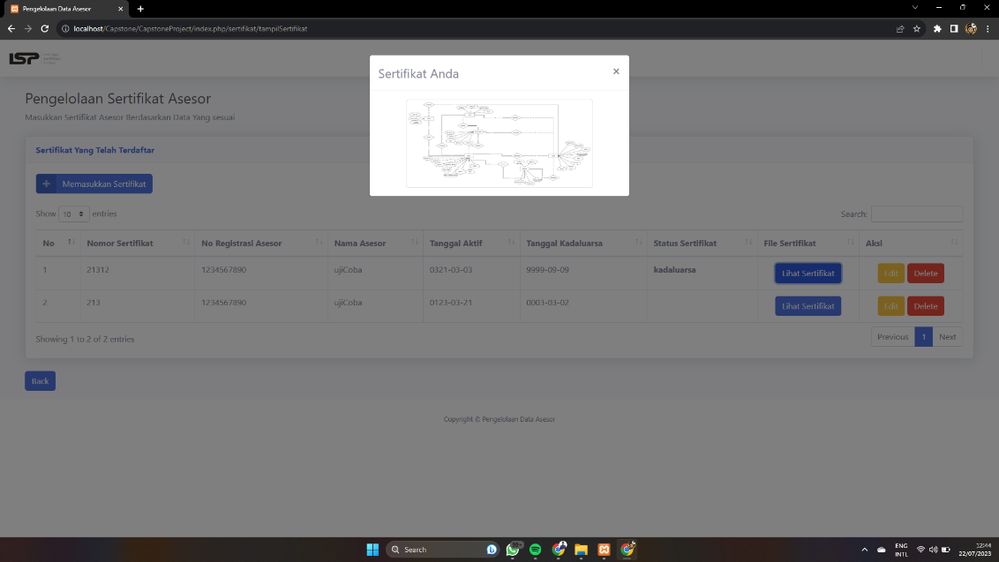 Pengelolaan Data Asesor
localhost/Capstone/CapstoneProject/index.php/sertifikat/tampilSertifikat
LSP
Sertifikat Anda
Pengelolaan Sertifikat Asesor
Masukkan Sertifikat Asesor Berdasarkan Data Yang sesuai
Sertifikat Yang Telah Terdaftar
Memasukkan Sertifikat
Show 10 entries
Search:
No Nomor Sertifikat No Registrasi Asesor Nama Asesor Tanggal Aktif Tanggal Kadaluarsa Status Sertifikat File Sertifikat Aksi
1 21312 1234567890 ujiCoba 0321-03-03 9999-09-09 kadaluarsa Lihat Sertifikat Edit Delete
2 213 1234567890 ujiCoba 0123-03-21 0003-03-02 Lihat Sertifikat Edit Delete
Showing 1 to 2 of 2 entries
Previous 1 Next
Back
Copyright © Pengelolaan Data Asesor
Search
ENG
INTL
12:44
22/07/2023